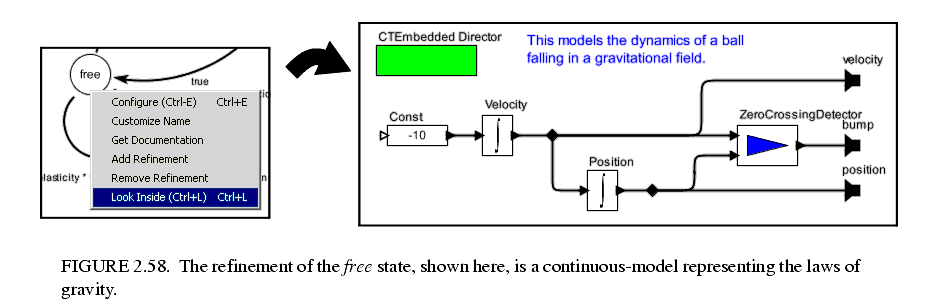 free
true
Configure (Ctrl-E) Ctrl+E
Customize Name
Get Documentation
Add Refinement
Remove Refinement
Look Inside (Ctrl+L) Ctrl+L
lasticity *
n
CTEmbedded Director
This models the dynamics of a ball
falling in a gravitational field.
velocity
Const
-10
Velocity
∫
ZeroCrossingDetector
bump
Position
∫
position
FIGURE 2.58. The refinement of the free state, shown here, is a continuous-model representing the laws of
gravity.